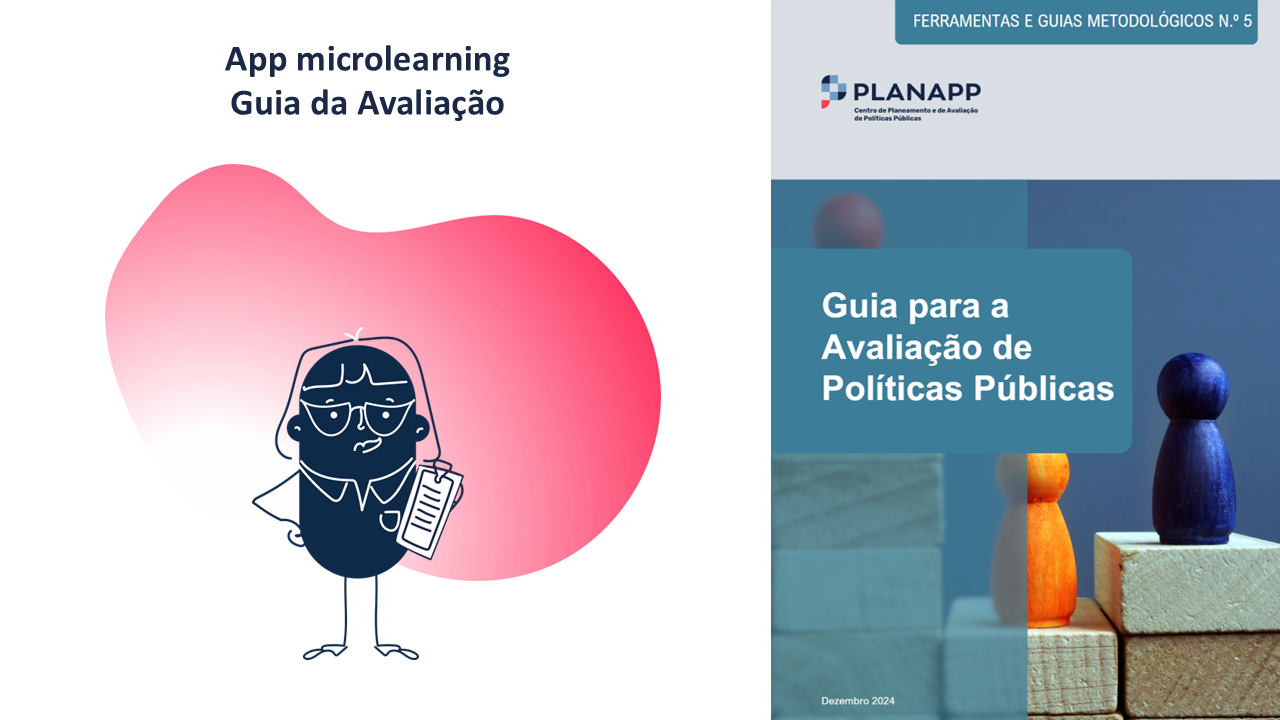 App microlearning
Guia da Avaliação
FERRAMENTAS E GUIAS METODOLÓGICOS N.º 5
PLANAPP
Centro de Planeamento e de Avaliação
de Políticas Públicas
Guia para a
Avaliação de
Políticas Públicas
Dezembro 2024